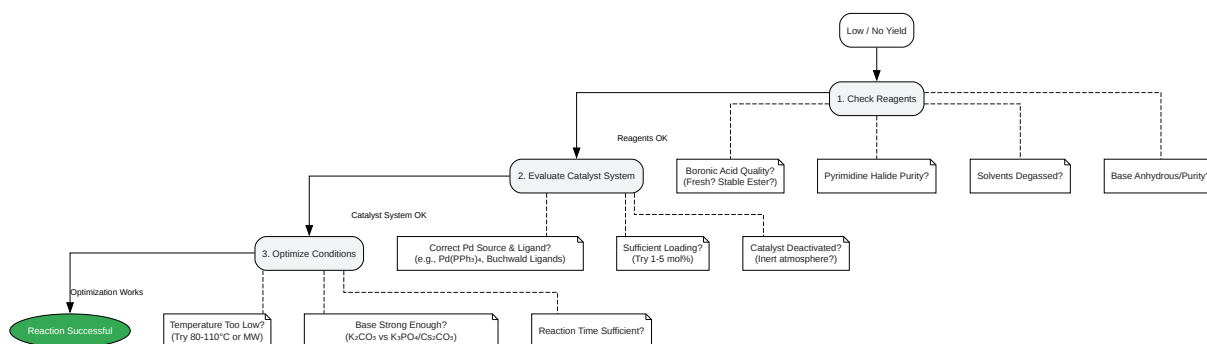 Low / No Yield
1. Check Reagents
Reagents OK
Boronic Acid Quality?
(Fresh? Stable Ester?)
Pyrimidine Halide Purity?
Solvents Degassed?
Base Anhydrous/Purity?
2. Evaluate Catalyst System
Catalyst System OK
Correct Pd Source & Ligand?
(e.g., Pd(PPh₃)₄, Buchwald Ligands)
Sufficient Loading?
(Try 1-5 mol%)
Catalyst Deactivated?
(Inert atmosphere?)
3. Optimize Conditions
Optimization Works
Reaction Successful
Temperature Too Low?
(Try 80-110°C or MW)
Base Strong Enough?
(K₂CO₃ vs K₃PO₄/Cs₂CO₃)
Reaction Time Sufficient?